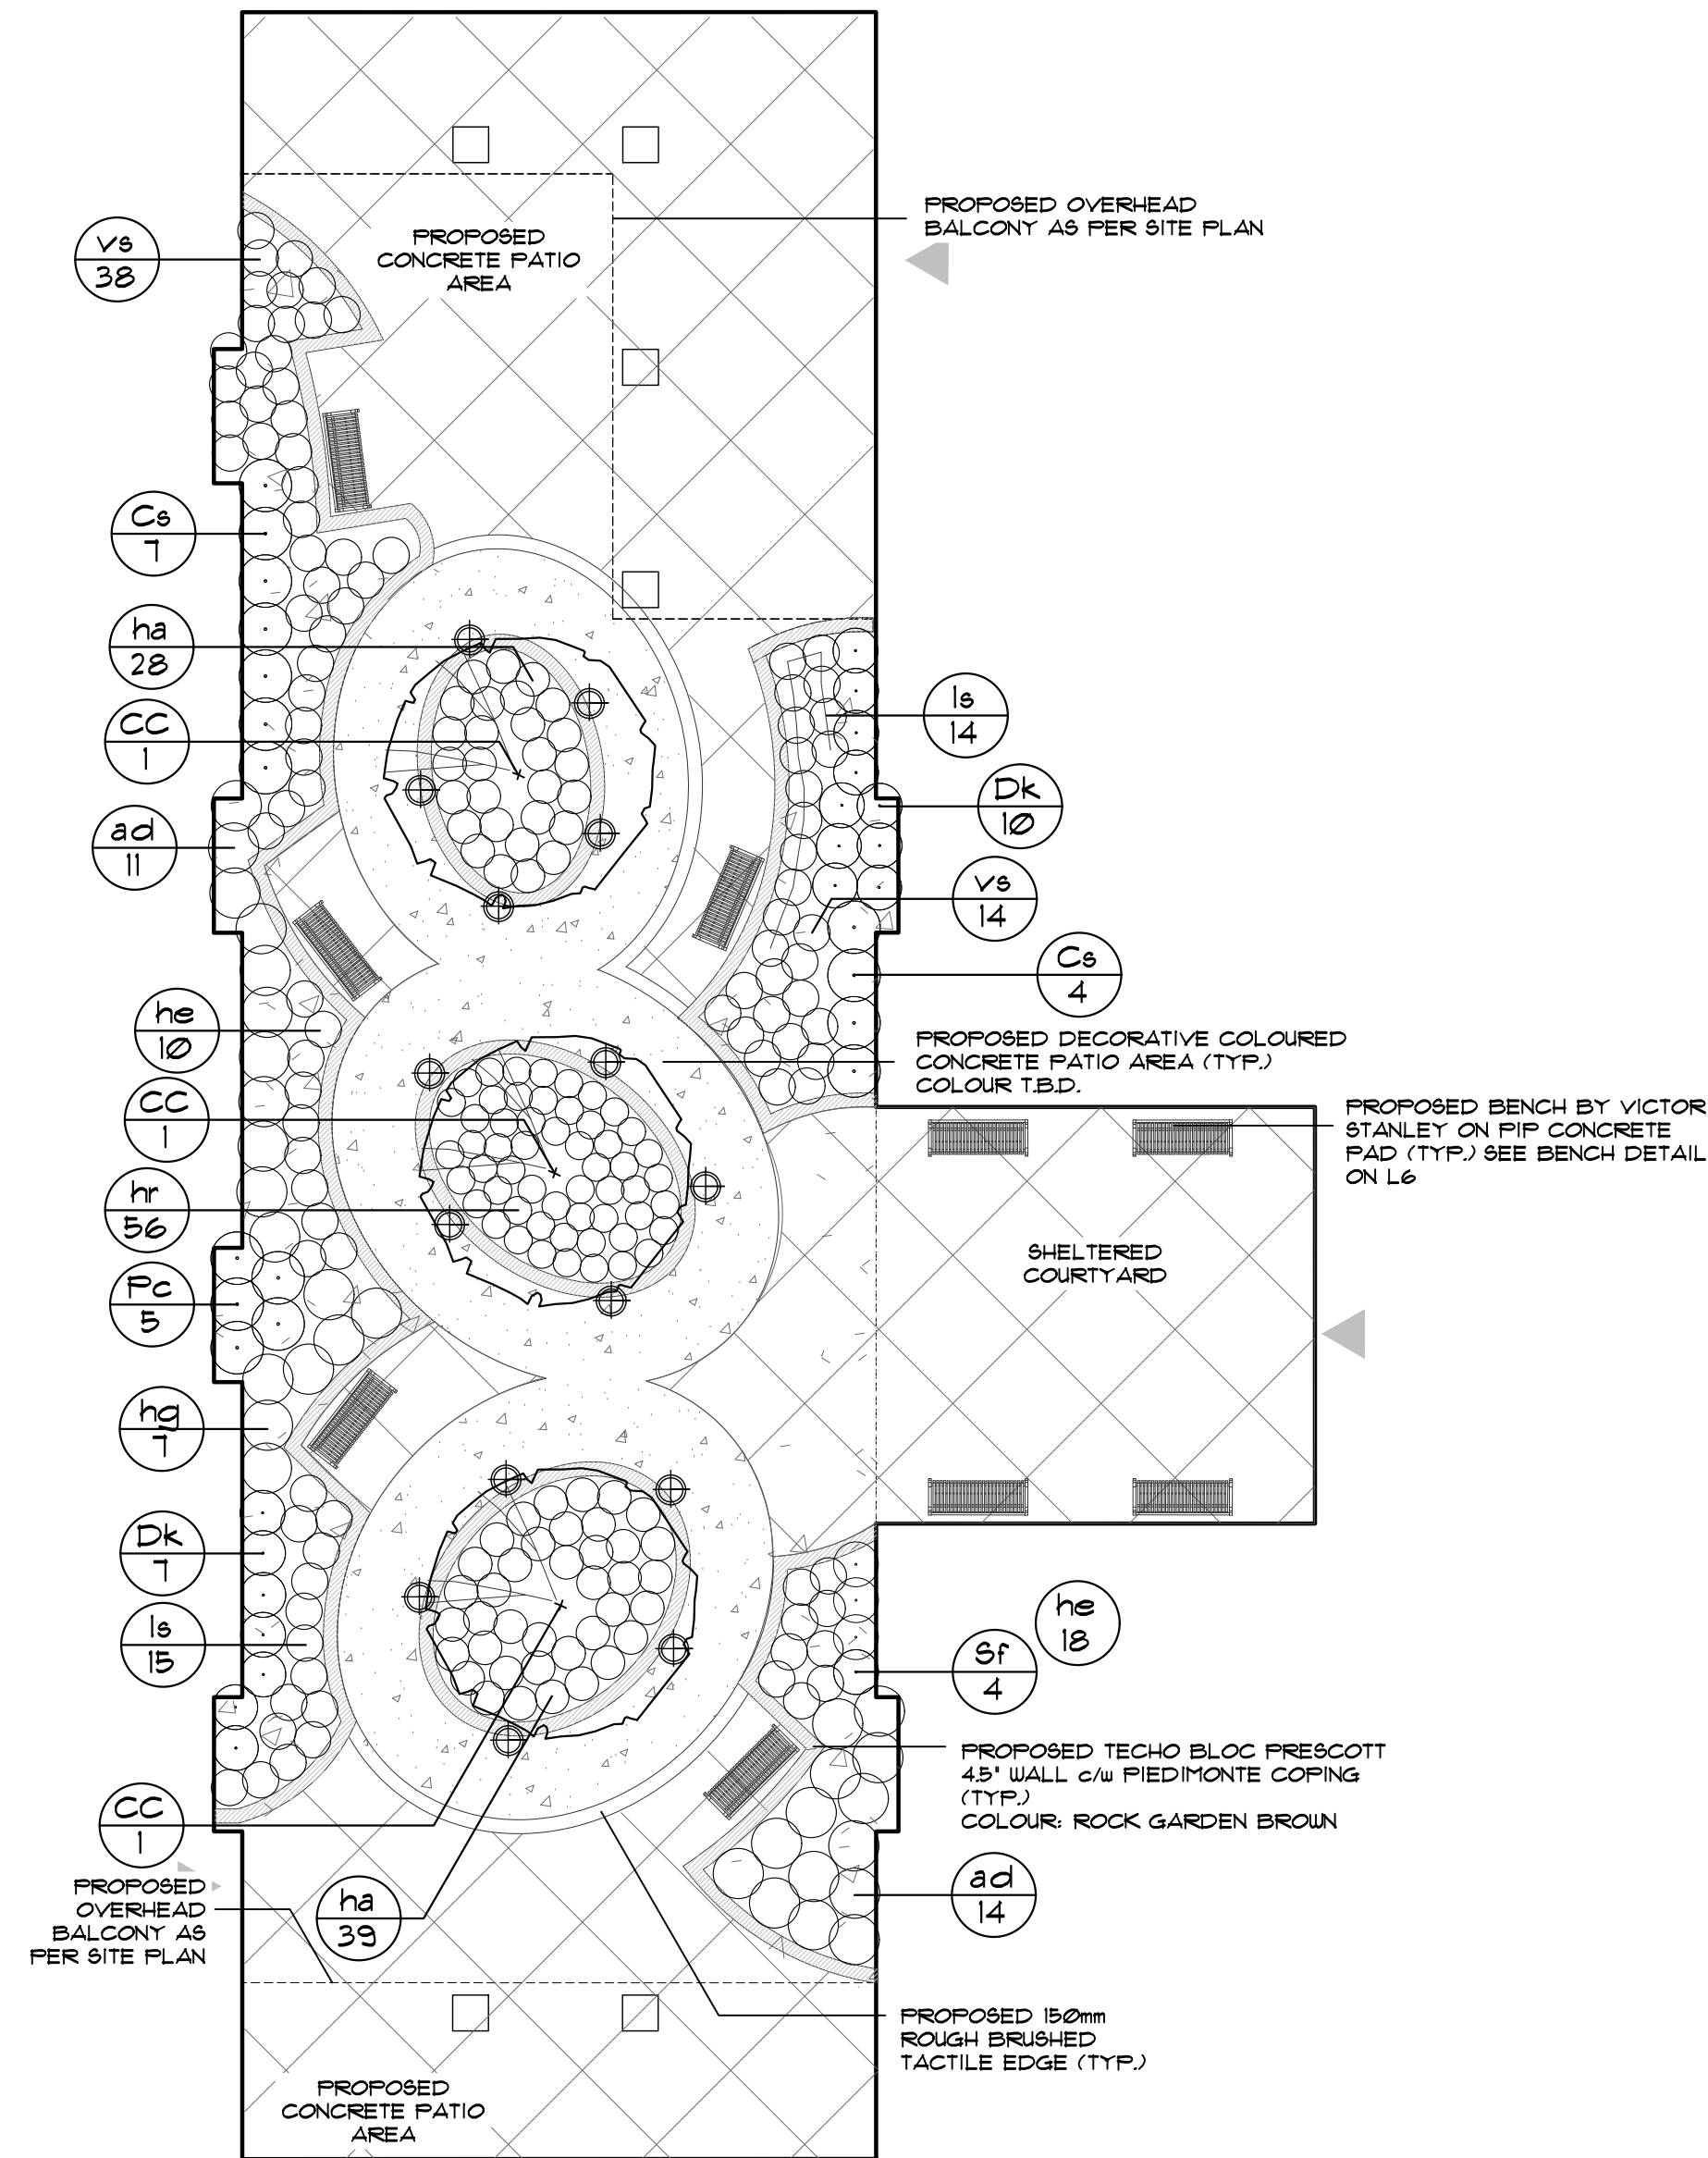 PROPOSED OVERHEAD
BALCONY AS PER SITE PLAN
PROPOSED
CONCRETE PATIO
AREA
vs
38
Cs
7
ha
28
CC
1
ad
11
ls
14
Dk
10
vs
14
Cs
4
he
10
CC
1
hr
56
Pc
5
hg
7
Dk
7
ls
15
PROPOSED DECORATIVE COLOURED
CONCRETE PATIO AREA (TYP.)
COLOUR T.B.D.
PROPOSED BENCH BY VICTOR
STANLEY ON PIP CONCRETE
PAD (TYP.) SEE BENCH DETAIL
ON L6
SHELTERED
COURTYARD
he
18
Sf
4
PROPOSED TECHO BLOC PRESCOTT
4.5" WALL c/w PIEDIMONTE COPING
(TYP.)
COLOUR: ROCK GARDEN BROWN
CC
1
PROPOSED
OVERHEAD
BALCONY AS
PER SITE PLAN
ha
39
ad
14
PROPOSED 150mm
ROUGH BRUSHED
TACTILE EDGE (TYP.)
PROPOSED
CONCRETE PATIO
AREA